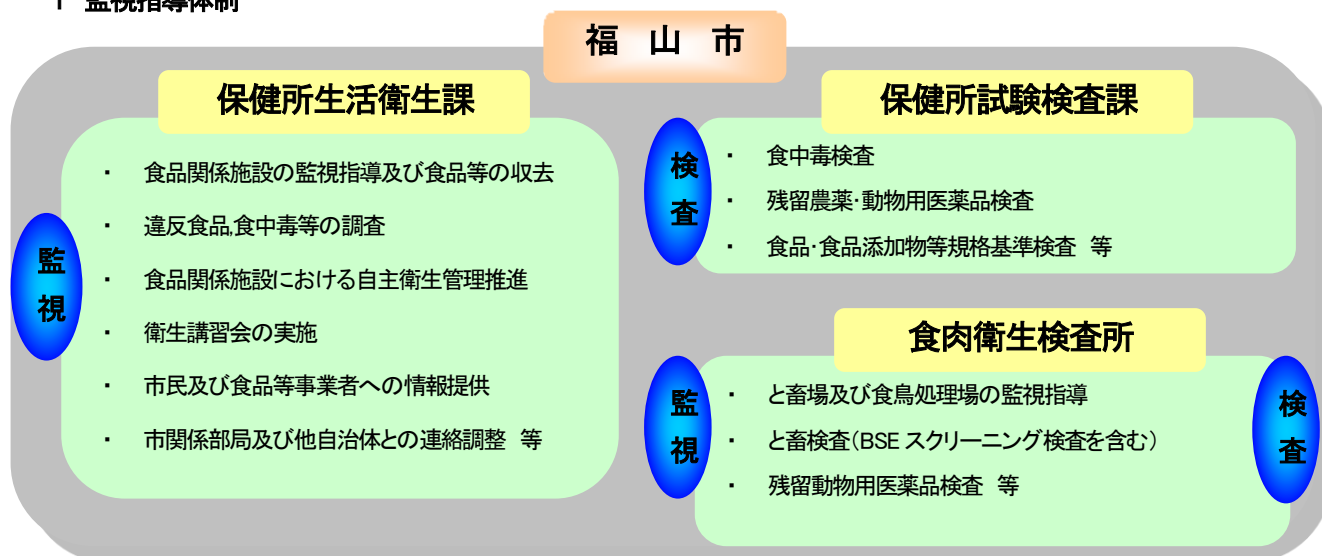 1 監視指導体制
福 山 市
保健所生活衛生課
監視
・ 食品関係施設の監視指導及び食品等の収去
・ 違反食品,食中毒等の調査
・ 食品関係施設における自主衛生管理推進
・ 衛生講習会の実施
・ 市民及び食品等事業者への情報提供
・ 市関係部局及び他自治体との連絡調整 等
保健所試験検査課
検査
・ 食中毒検査
・ 残留農薬・動物用医薬品検査
・ 食品・食品添加物等規格基準検査 等
食肉衛生検査所
監視
・ と畜場及び食鳥処理場の監視指導
・ と畜検査(BSE スクリーニング検査を含む)
・ 残留動物用医薬品検査 等
検査